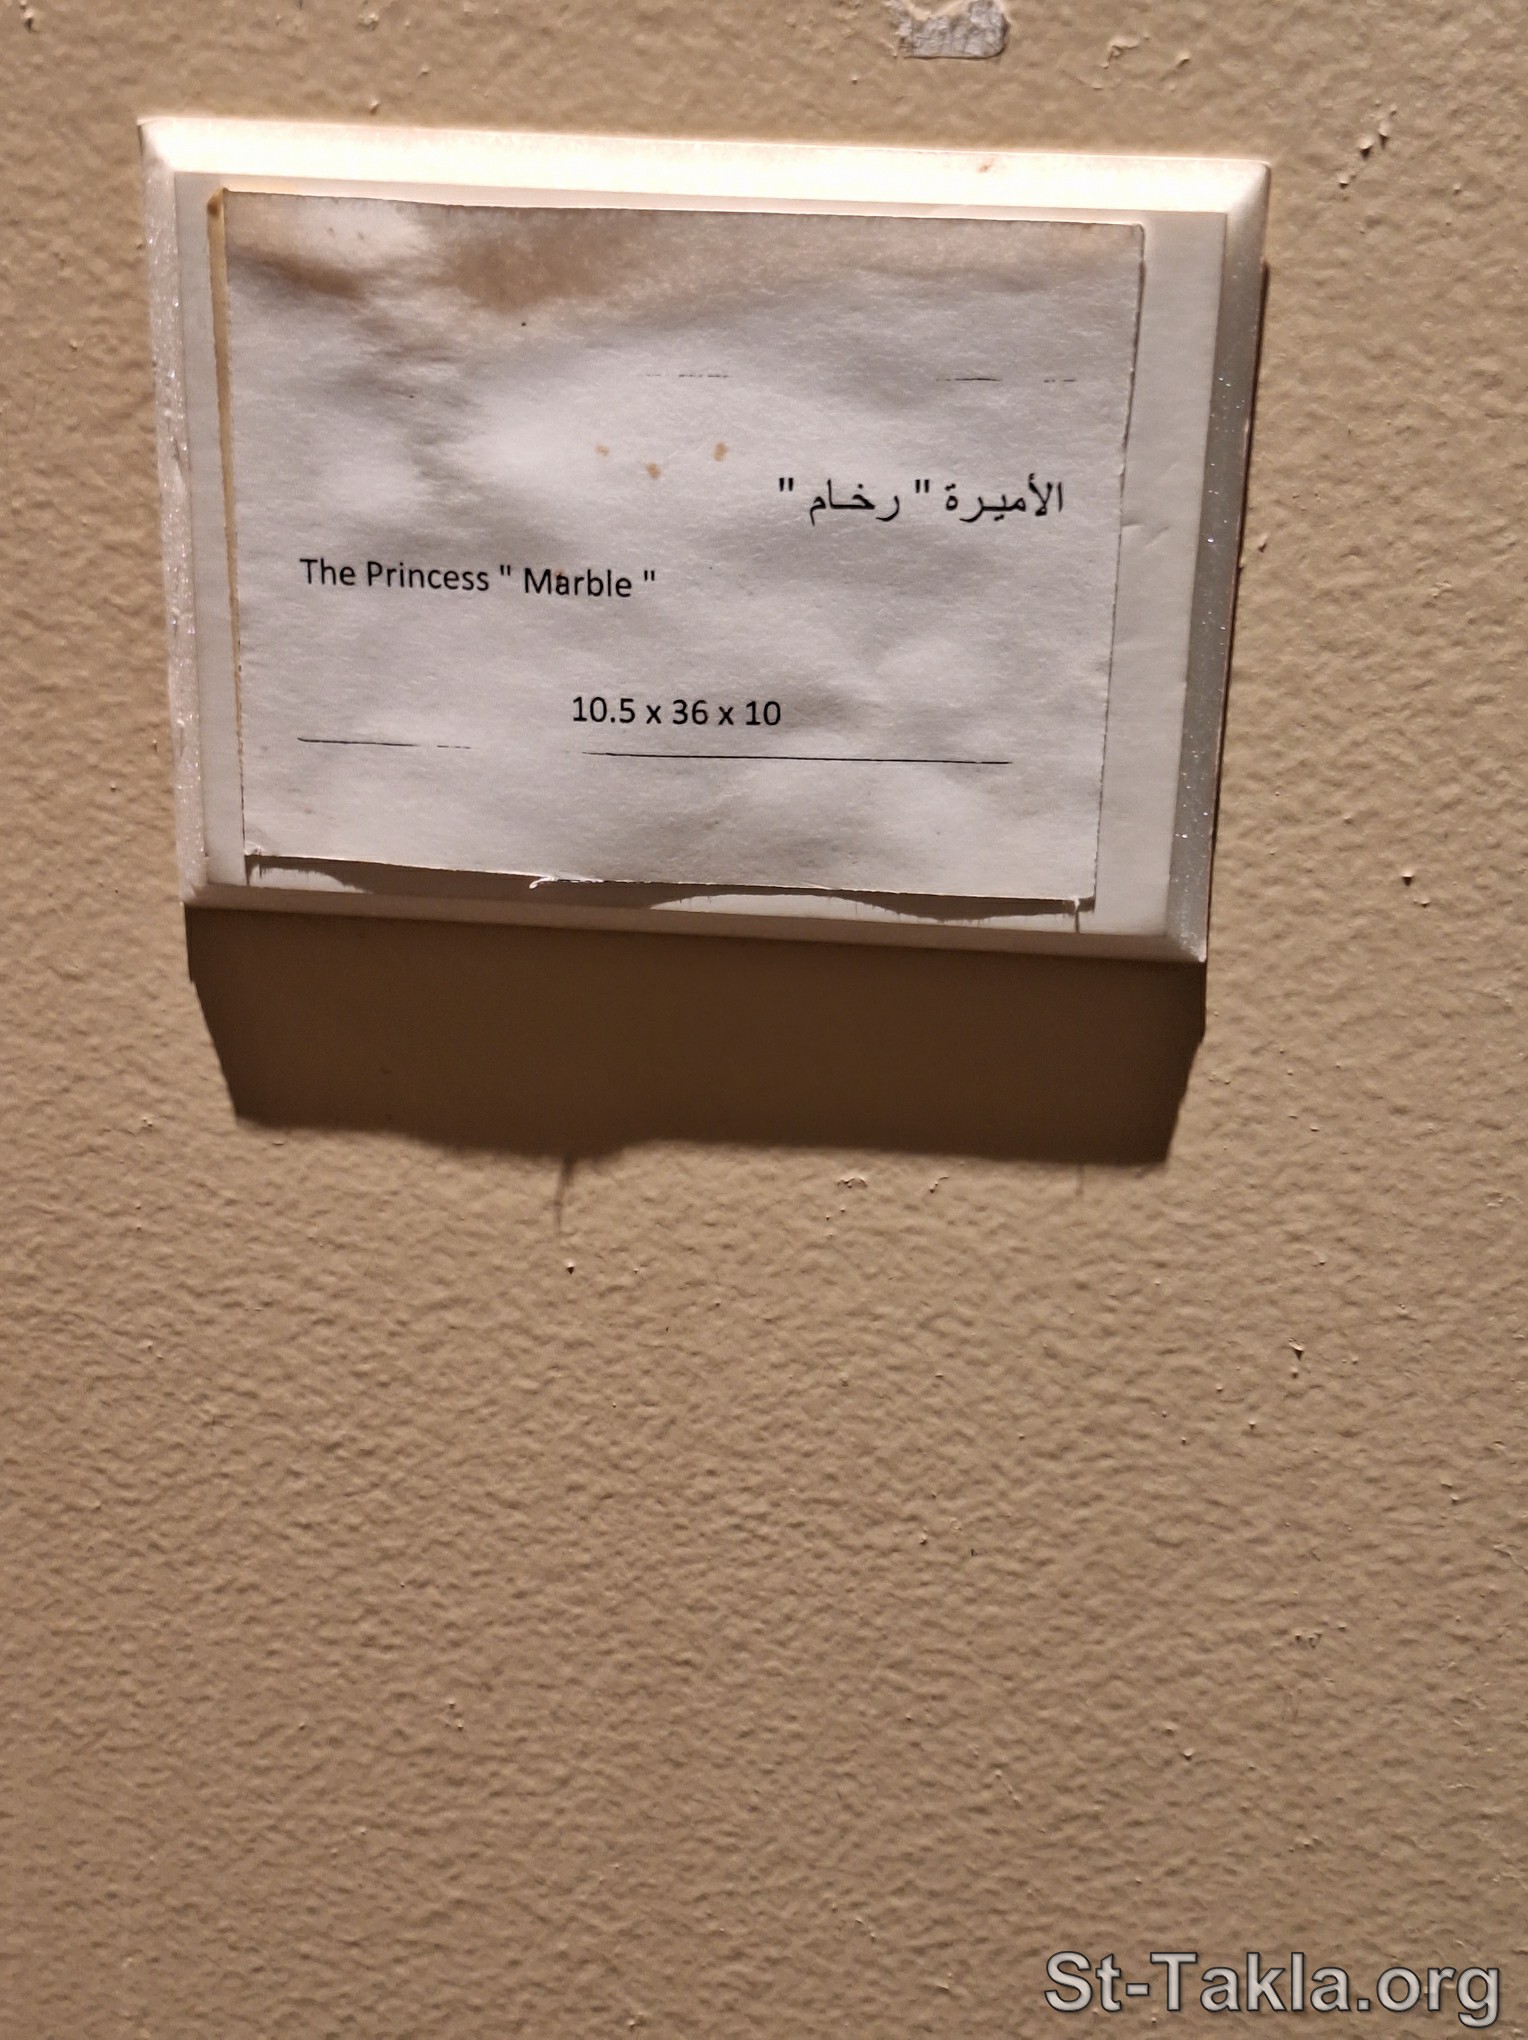 الأميرة " رخام "
The Princess " Marble "
10.5 x 36 x 10
St-Takla.org